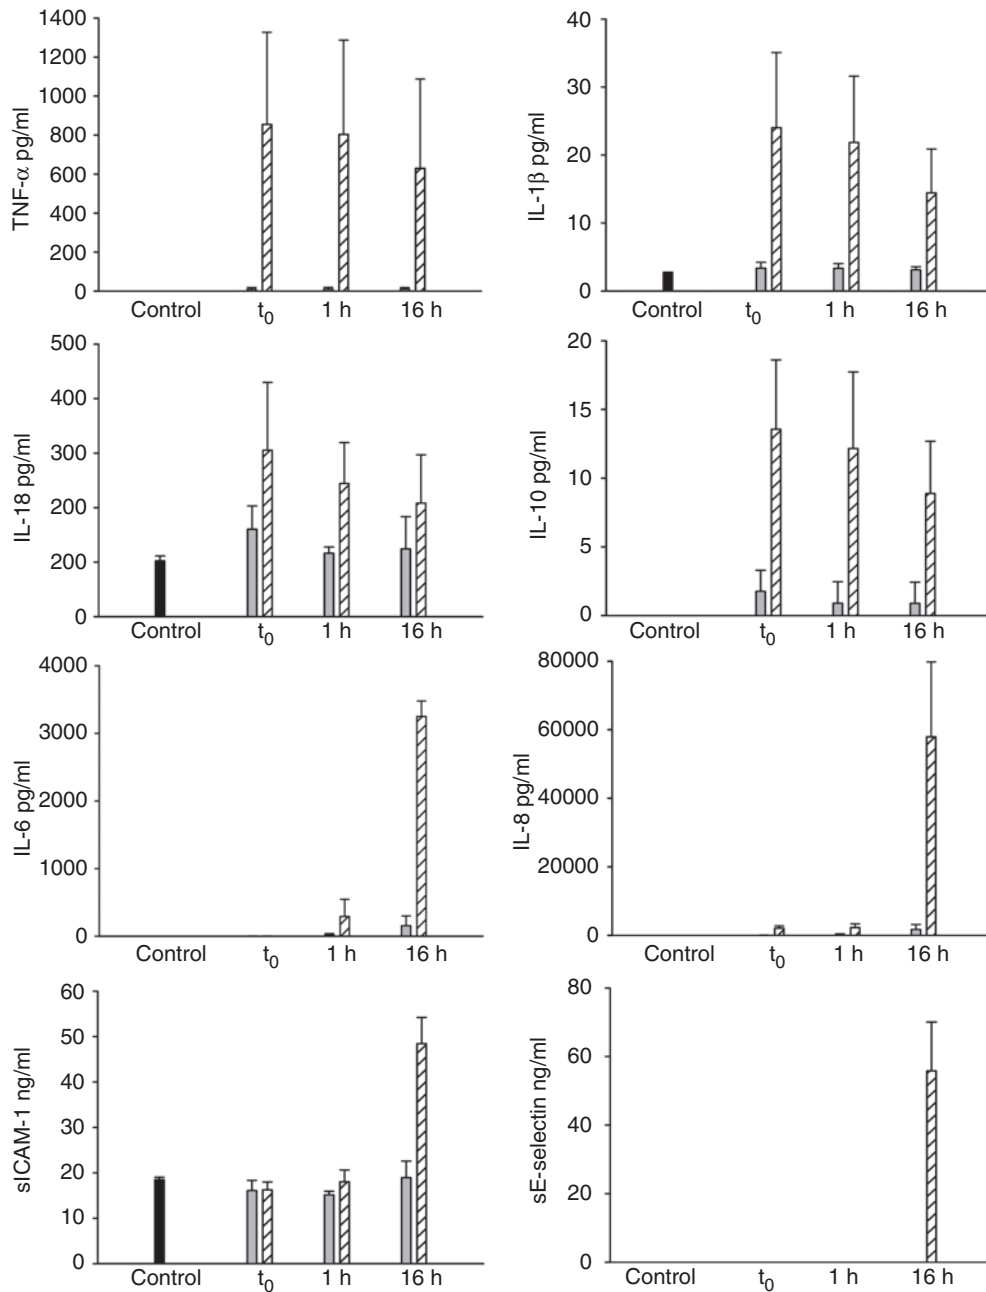 TNF-α pg/ml
1400
1200
1000
800
600
400
200
0
Control t0 1 h 16 h
IL-1β pg/ml
40
30
20
10
0
Control t0 1 h 16 h
IL-18 pg/ml
500
400
300
200
200
0
Control t0 1 h 16 h
IL-10 pg/ml
20
15
10
5
0
Control t0 1 h 16 h
IL-6 pg/ml
4000
3000
2000
1000
0
Control t0 1 h 16 h
IL-8 pg/ml
80000
60000
40000
20000
0
Control t0 1 h 16 h
sICAM-1 ng/ml
60
50
40
30
20
10
0
Control t0 1 h 16 h
sE-selectin ng/ml
80
60
40
20
0
Control t0 1 h 16 h